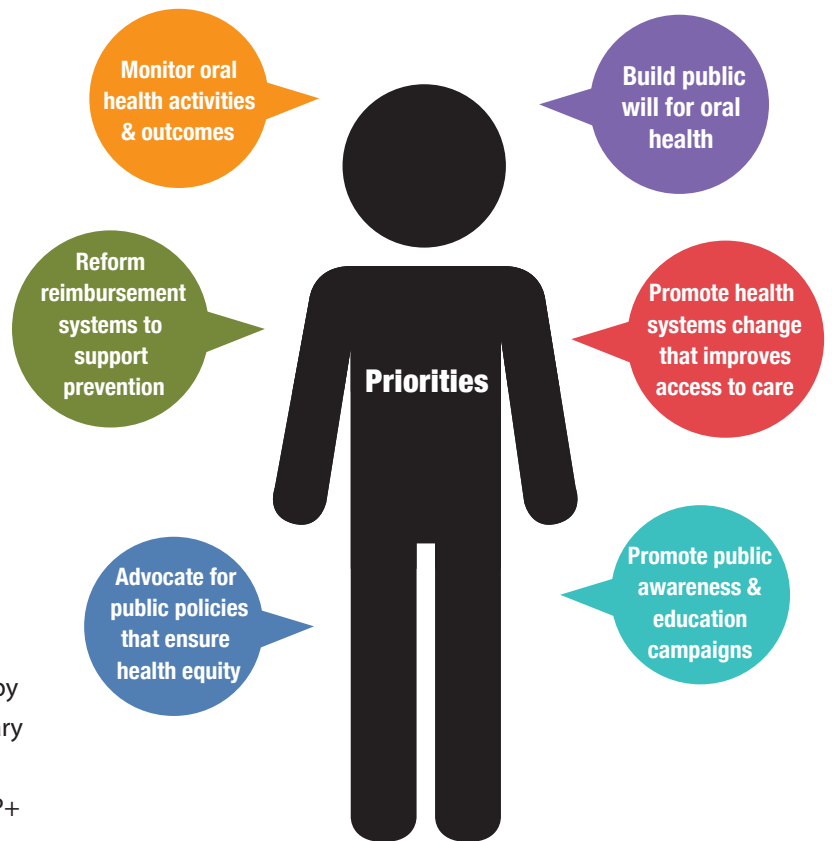 Monitor oral
health activities
& outcomes
Build public
will for oral
health
Reform
reimbursement
systems to
support
prevention
Promote health
systems change
that improves
access to care
Priorities
Advocate for
public policies
that ensure
health equity
Promote public
awareness &
education
campaigns
by